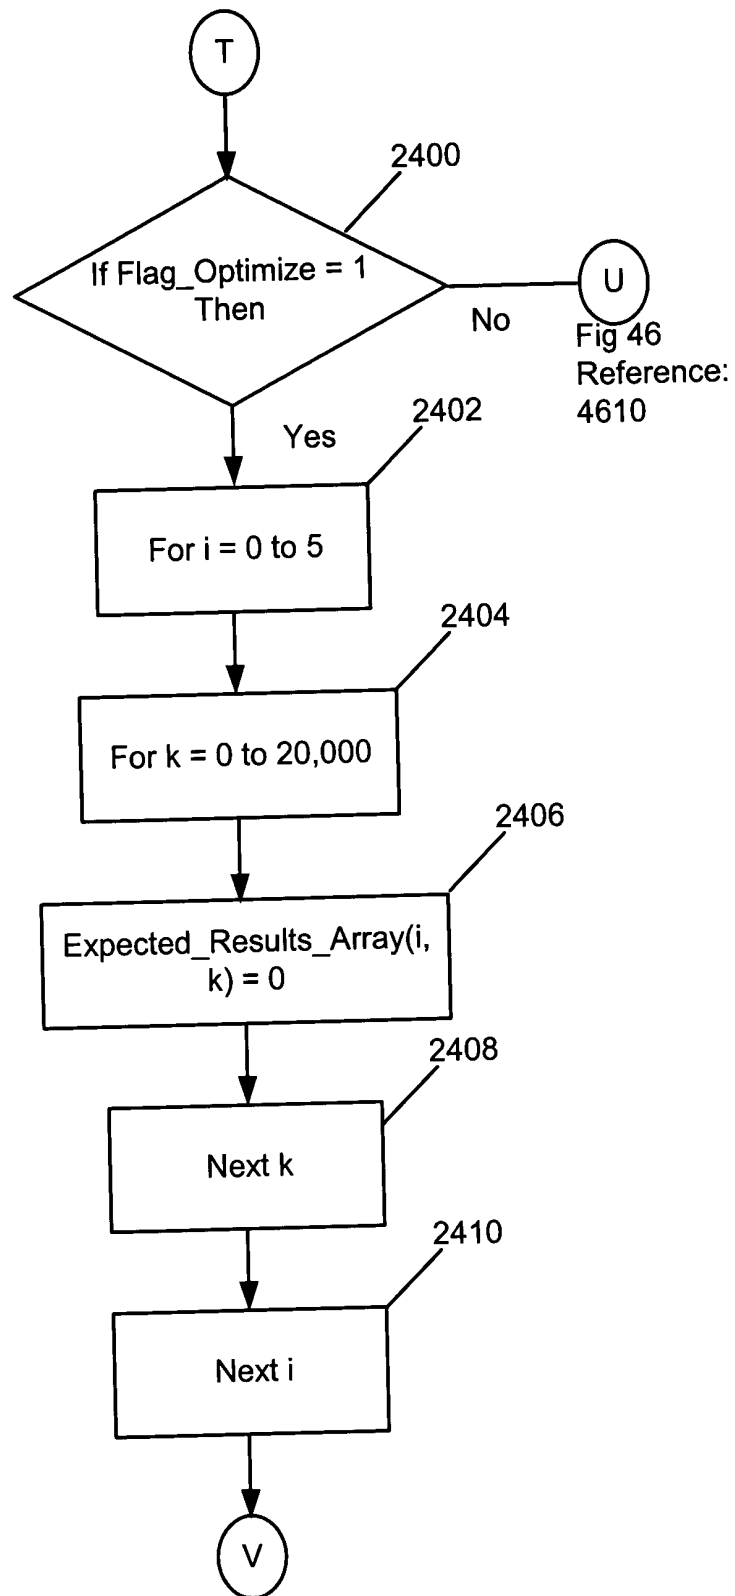 T
2400
If Flag_Optimize = 1
Then
U
No
Fig 46
Reference:
4610
Yes
2402
For i = 0 to 5
2404
For k = 0 to 20,000
2406
Expected_Results_Array(i,
k) = 0
2408
Next k
2410
Next i
V